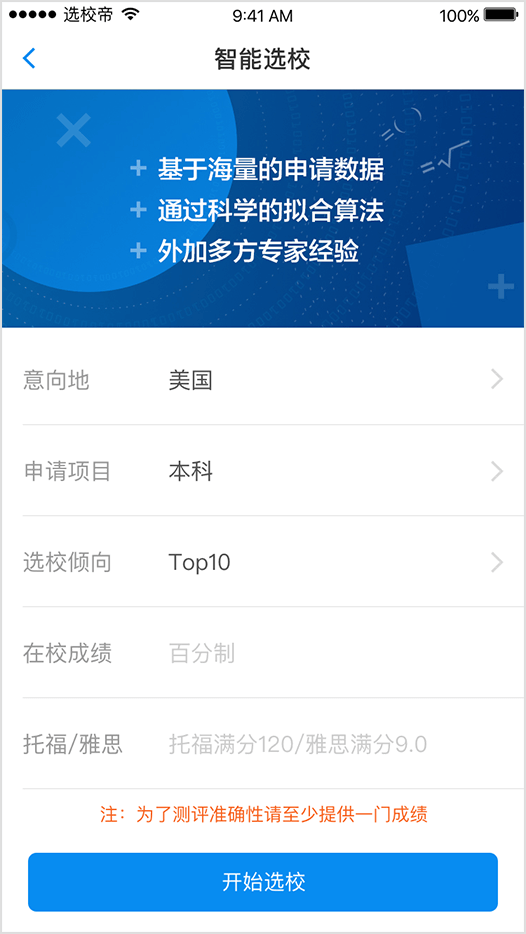 选校帝 9:41 AM 100%
智能选校
+ 基于海量的申请数据
+ 通过科学的拟合算法
+ 外加多方专家经验
意向地 美国
申请项目 本科
选校倾向 Top10
在校成绩 百分制
托福/雅思 托福满分120/雅思满分9.0
注：为了测评准确性请至少提供一门成绩
开始选校